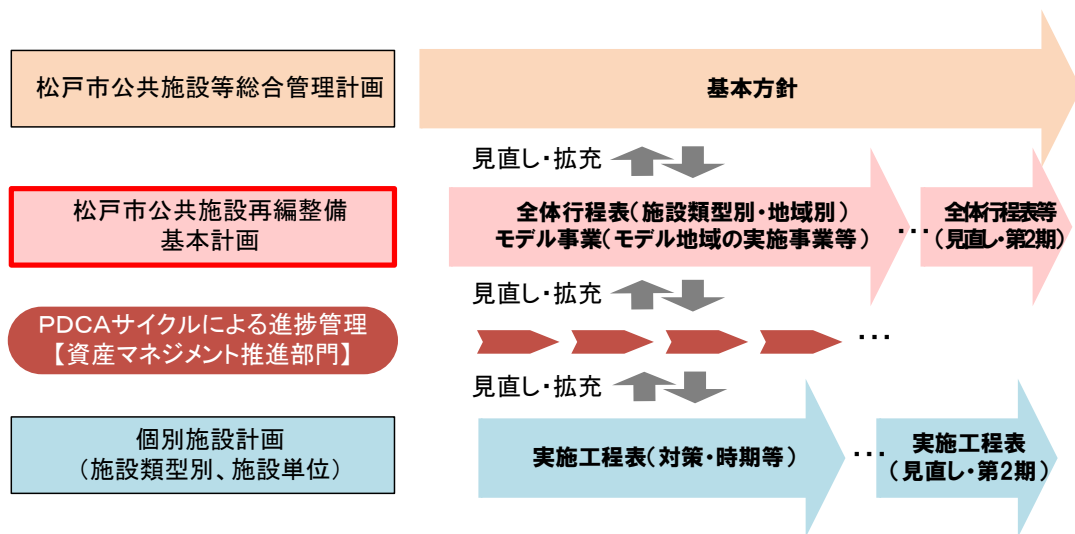 松戸市公共施設等総合管理計画
基本方針
見直し・拡充
松戸市公共施設再編整備
基本計画
全体行程表(施設類型別・地域別)
モデル事業(モデル地域の実施事業等)
…
全体行程表等
(見直し・第2期)
見直し・拡充
PDCAサイクルによる進捗管理
【資産マネジメント推進部門】
…
見直し・拡充
個別施設計画
(施設類型別、施設単位)
実施工程表(対策・時期等)
…
実施工程表
(見直し・第2期)